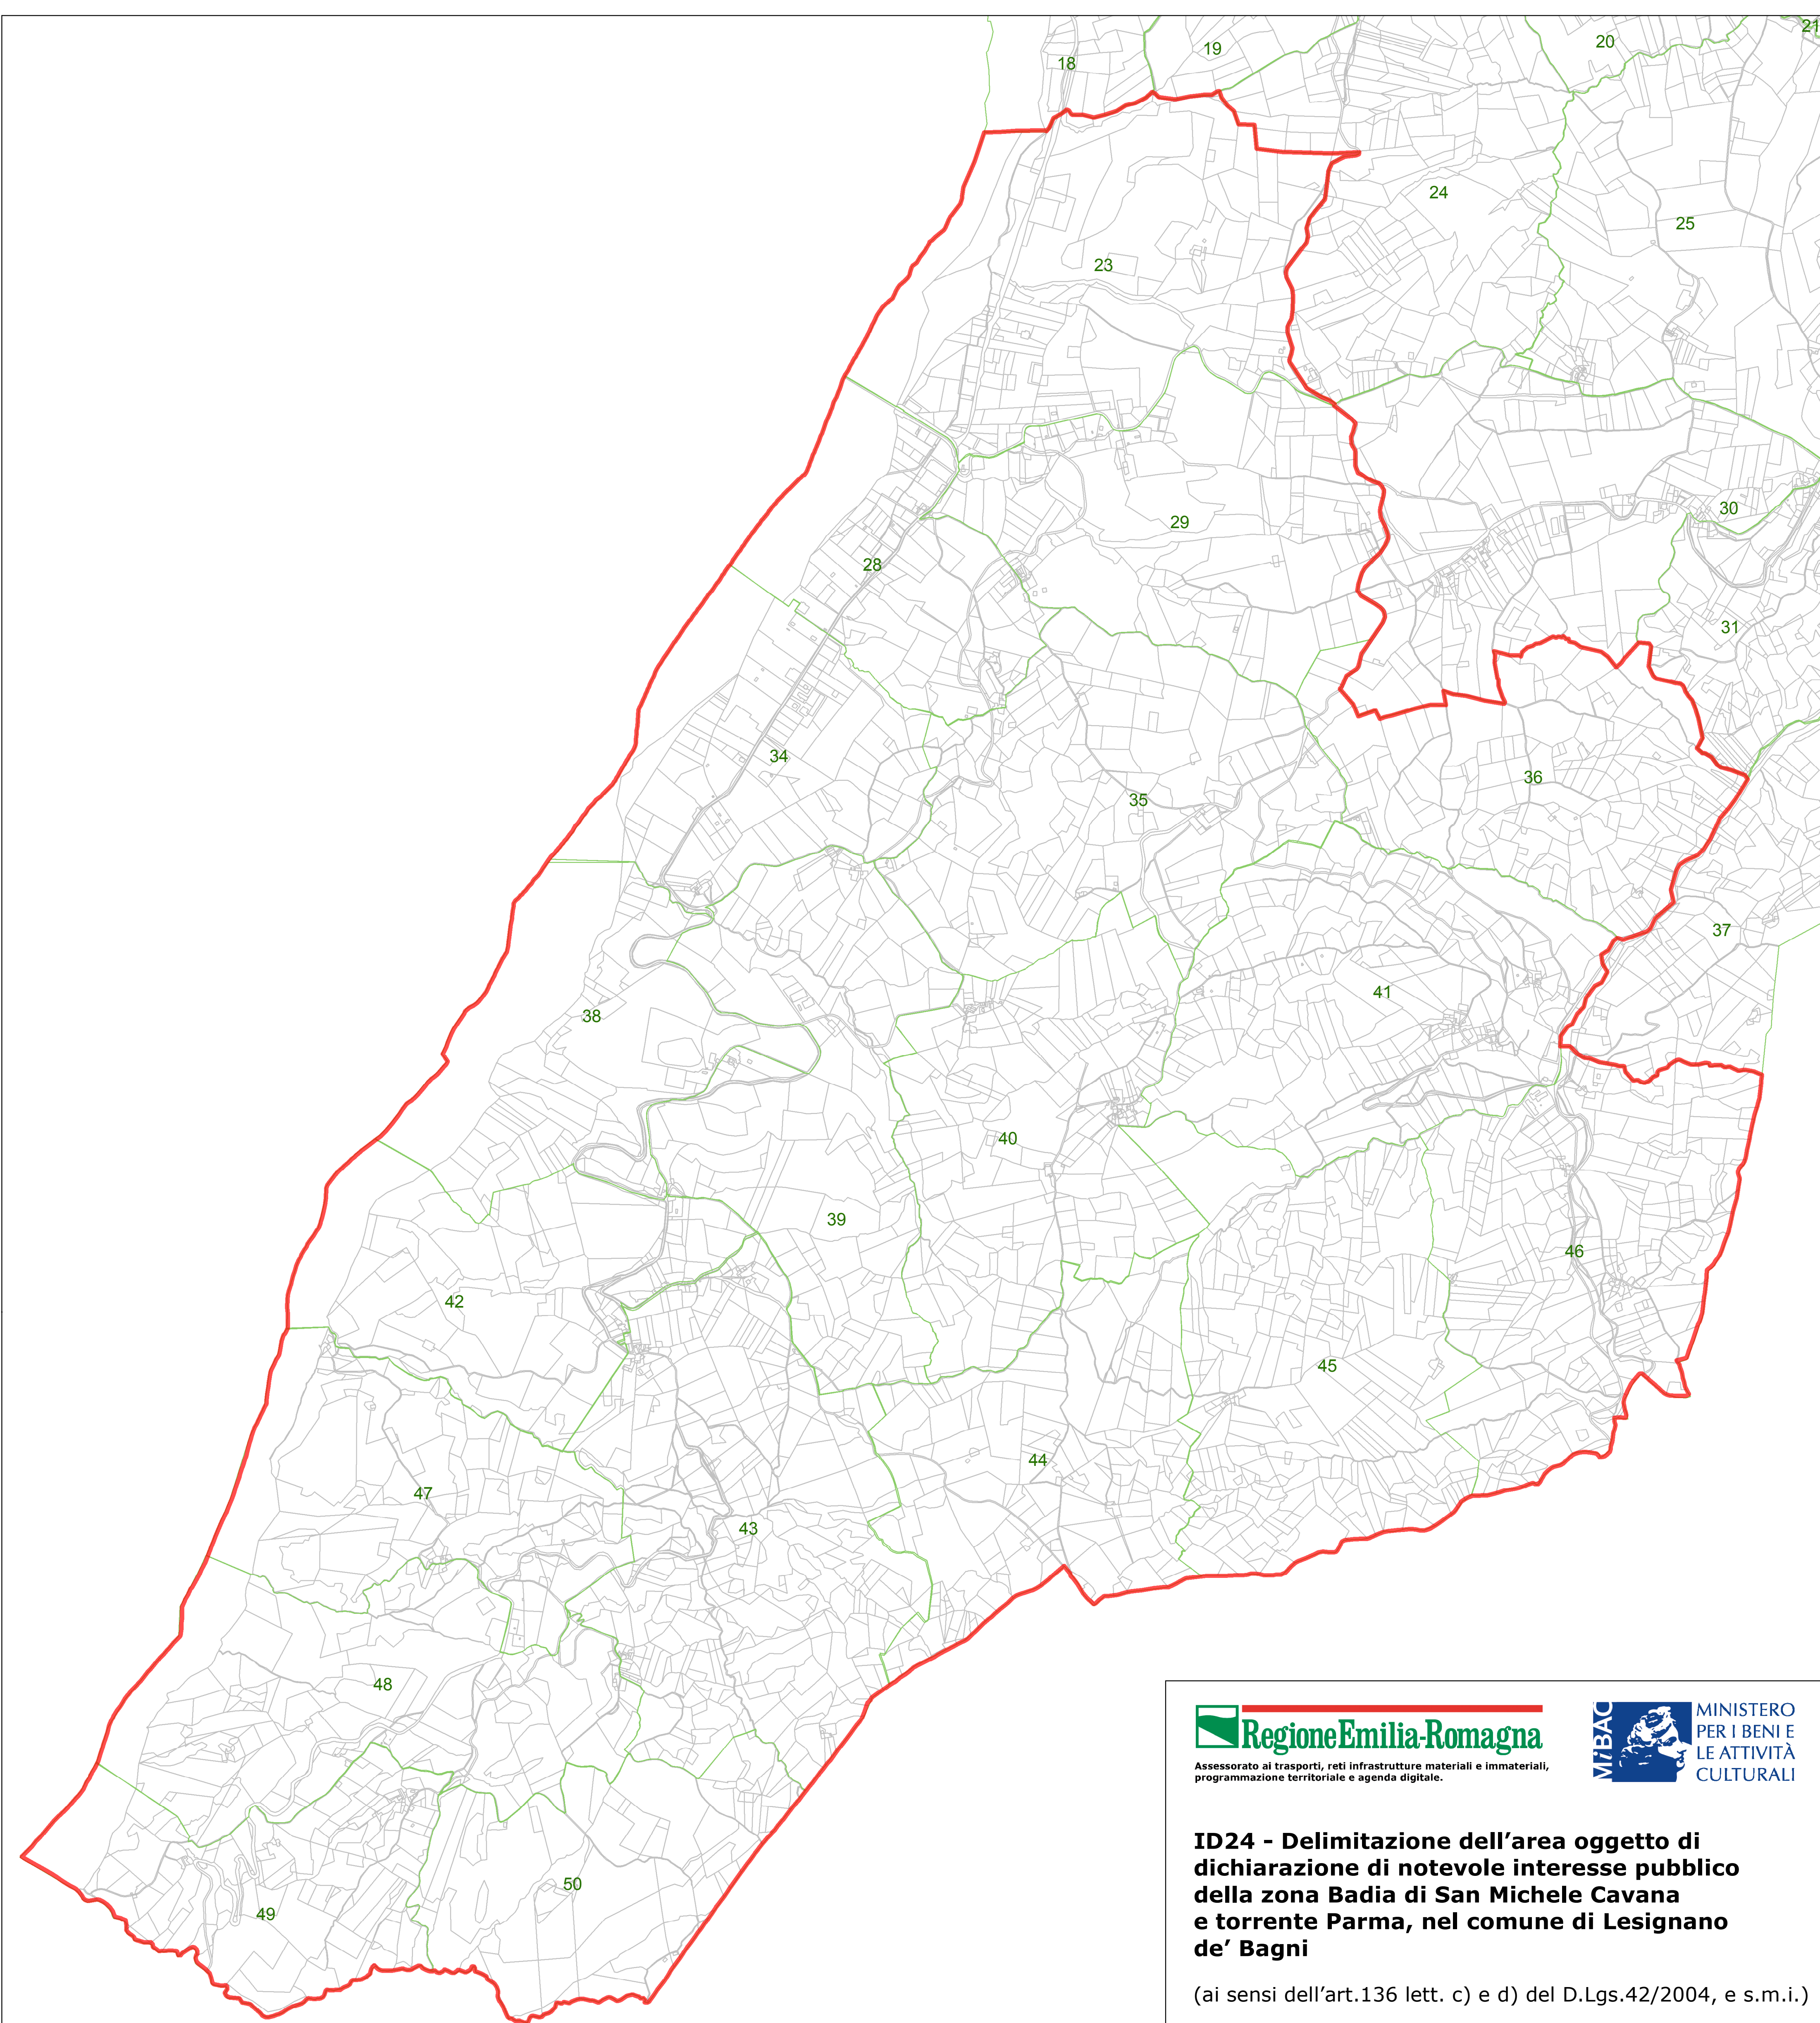 18
19
20
21
24
25
23
29
30
28
31
34
35
36
37
38
41
40
39
42
46
45
44
47
43
48
50
49
RegioneEmilia-Romagna
Assessorato ai trasporti, reti infrastrutture materiali e immateriali,
programmazione territoriale e agenda digitale.
MiBAC
MINISTERO
PER I BENI E
LE ATTIVITÀ
CULTURALI
ID24 - Delimitazione dell’area oggetto di
dichiarazione di notevole interesse pubblico
della zona Badia di San Michele Cavana
e torrente Parma, nel comune di Lesignano
de’ Bagni
(ai sensi dell’art.136 lett. c) e d) del D.Lgs.42/2004, e s.m.i.)